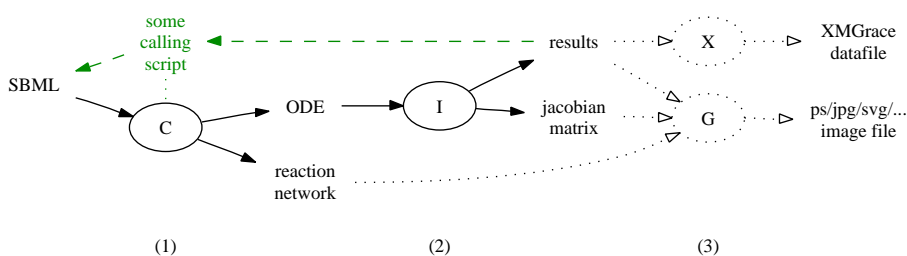 some
calling
script
SBML
C
ODE
I
results
jacobian
matrix
reaction
network
X
G
XMGrace
datafile
ps/jpg/svg/...
image file
(1)
(2)
(3)